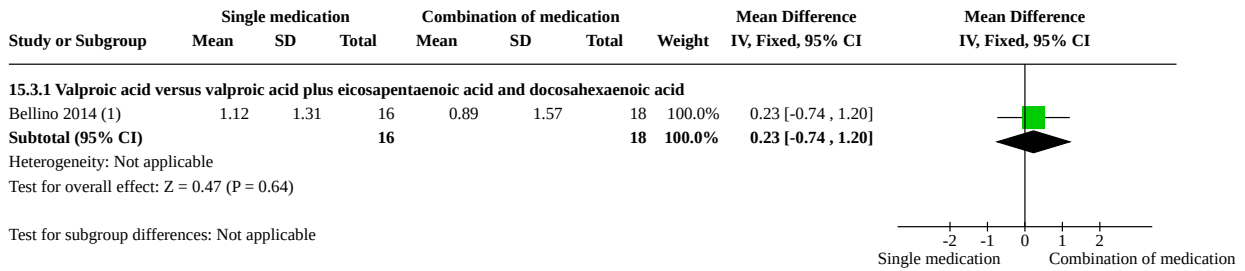 Single medication Combination of medication Mean Difference Mean Difference
Study or Subgroup Mean SD Total Mean SD Total Weight IV, Fixed, 95% CI IV, Fixed, 95% CI
15.3.1 Valproic acid versus valproic acid plus eicosapentaenoic acid and docosahexaenoic acid
Bellino 2014 (1) 1.12 1.31 16 0.89 1.57 18 100.0% 0.23 [-0.74 , 1.20]
Subtotal (95% CI) 16 18 100.0% 0.23 [-0.74 , 1.20]
Heterogeneity: Not applicable
Test for overall effect: Z = 0.47 (P = 0.64)
Test for subgroup differences: Not applicable
-2 -1 0 1 2
Single medication Combination of medication